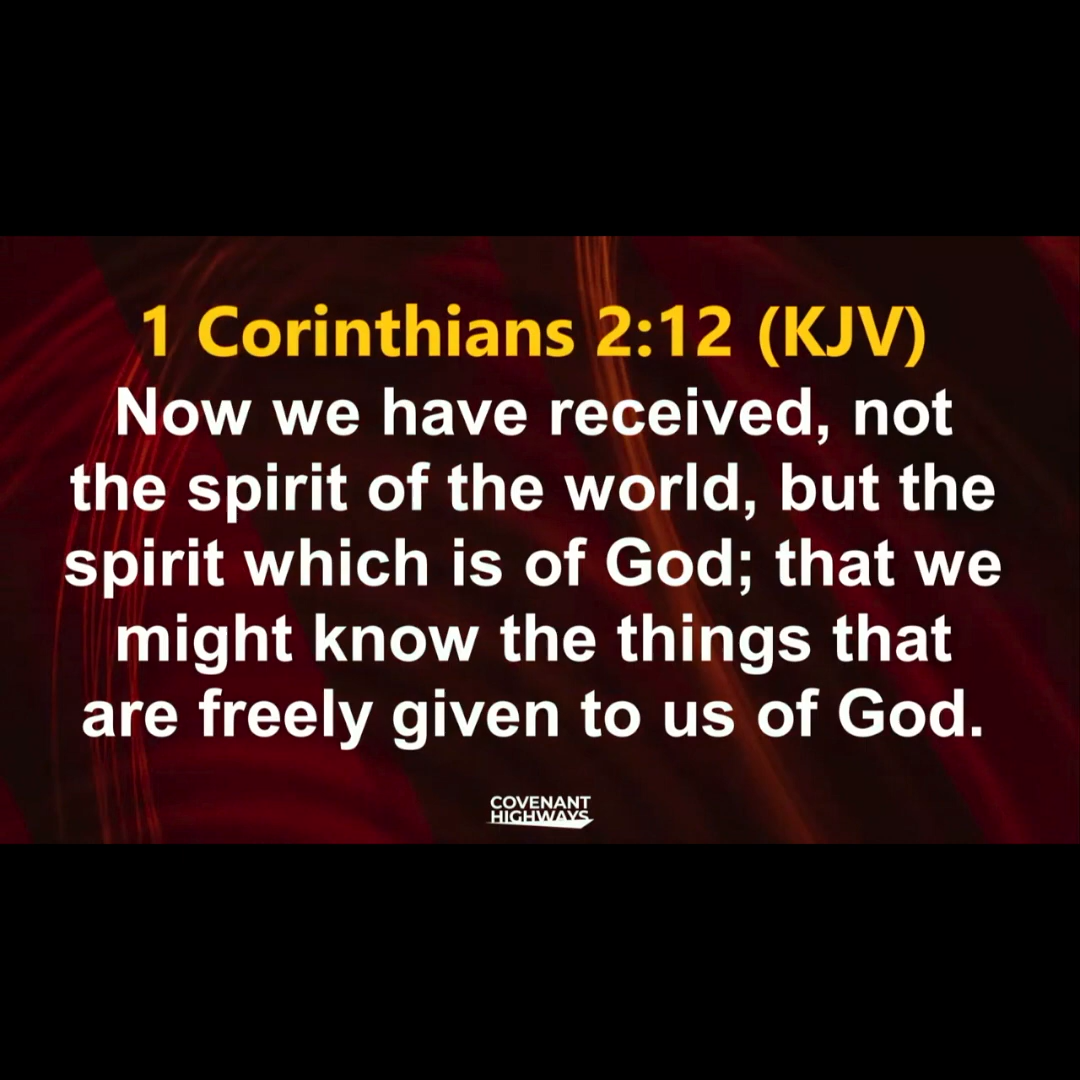 1 Corinthians 2:12 (KJV)
Now we have received, not
the spirit of the world, but the
spirit which is of God; that we
might know the things that
are freely given to us of God.
COVENANT
HIGHWAYS